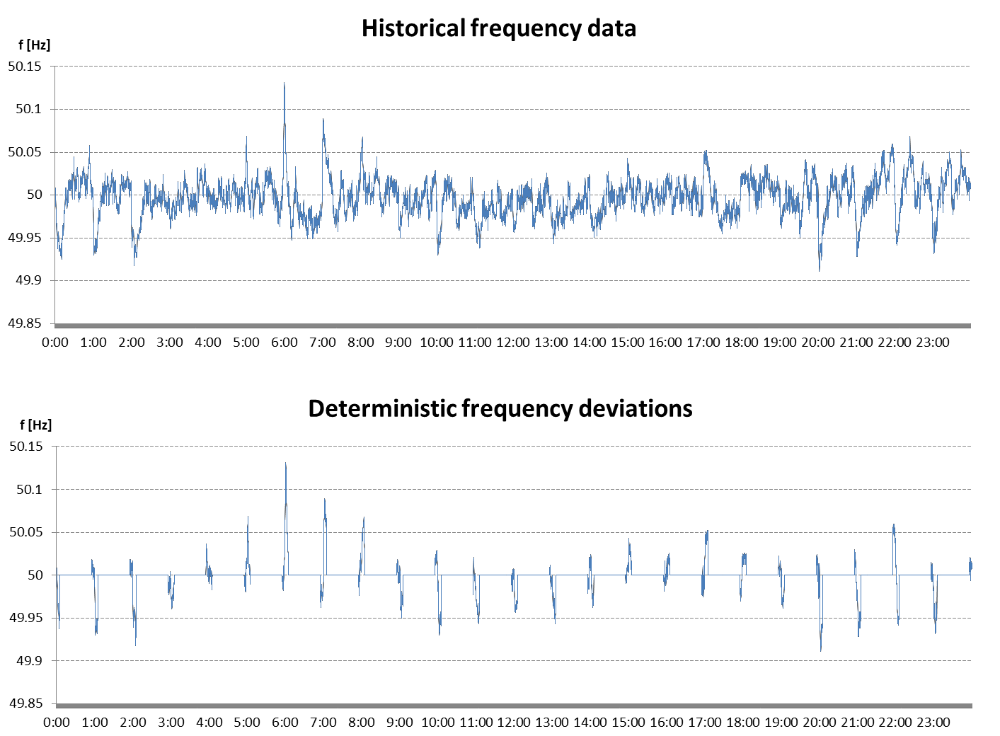 Historical frequency data
f [Hz]
50.15
50.1
50.05
50
49.95
49.9
49.85
0:00 1:00 2:00 3:00 4:00 5:00 6:00 7:00 8:00 9:00 10:00 11:00 12:00 13:00 14:00 15:00 16:00 17:00 18:00 19:00 20:00 21:00 22:00 23:00
Deterministic frequency deviations
f [Hz]
50.15
50.1
50.05
50
49.95
49.9
49.85
0:00 1:00 2:00 3:00 4:00 5:00 6:00 7:00 8:00 9:00 10:00 11:00 12:00 13:00 14:00 15:00 16:00 17:00 18:00 19:00 20:00 21:00 22:00 23:00